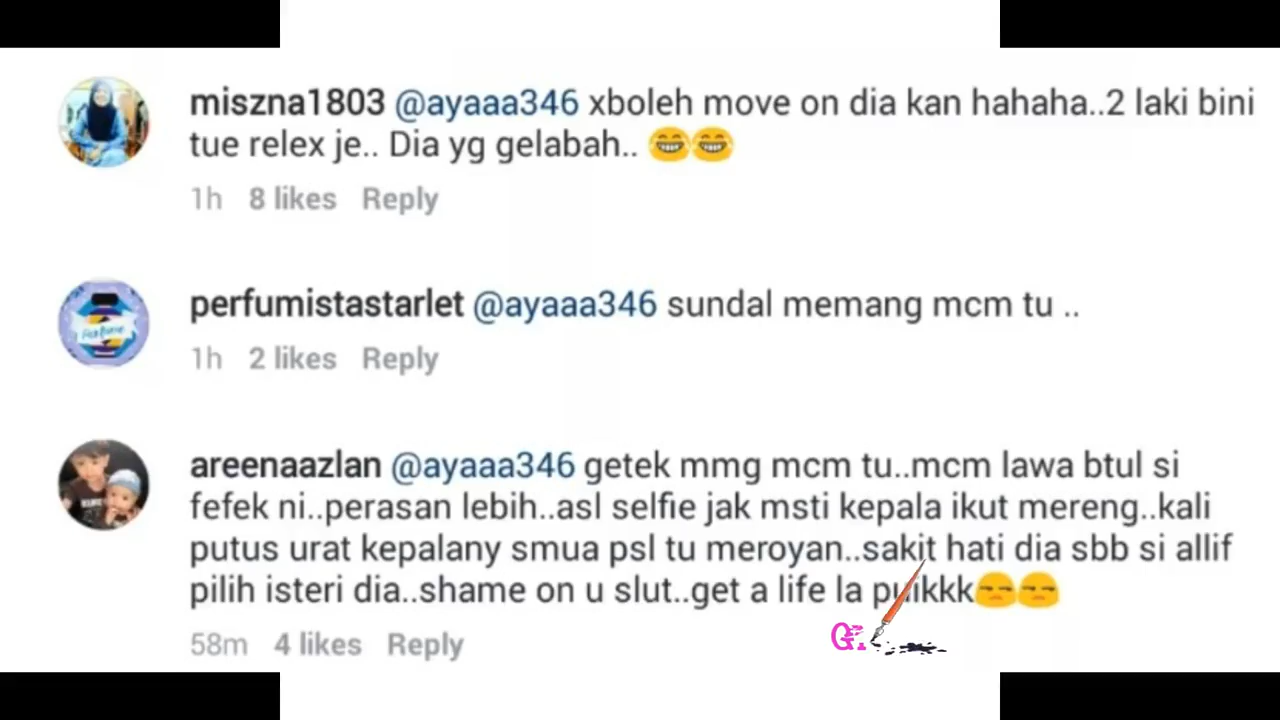 miszna1803 @ayaaa346 xboleh move on dia kan hahaha..2 laki bini
tue relex je.. Dia yg gelabah.. 😂😂
1h 8 likes Reply
perfumistastarlet @ayaaa346 sundal memang mcm tu ..
1h 2 likes Reply
areenaazlan @ayaaa346 getek mmg mcm tu..mcm lawa btul si
fefek ni..perasan lebih..asl selfie jak msti kepala ikut mereng..kali
putus urat kepalany smua psl tu meroyan..sakit hati dia sbb si allif
pilih isteri dia..shame on u slut..get a life la puikkk😒😒
58m 4 likes Reply